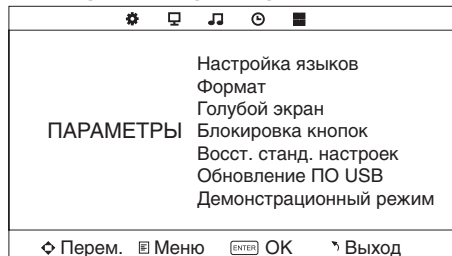 Настройка языков
Формат
Голубой экран
ПАРАМЕТРЫ Блокировка кнопок
Восст. станд. настроек
Обновление ПО USB
Демонстрационный режим
Перем. Меню ENTER OK Выход